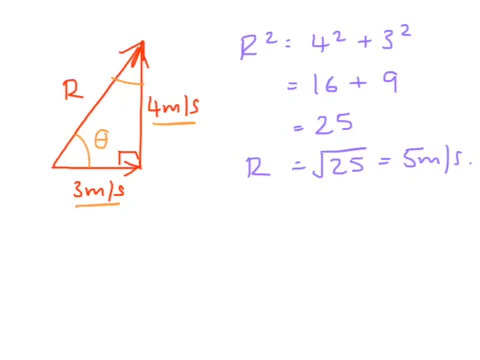 R
4m/s
θ
3m/s
R² = 4² + 3²
= 16 + 9
= 25
R = √25 = 5m/s.